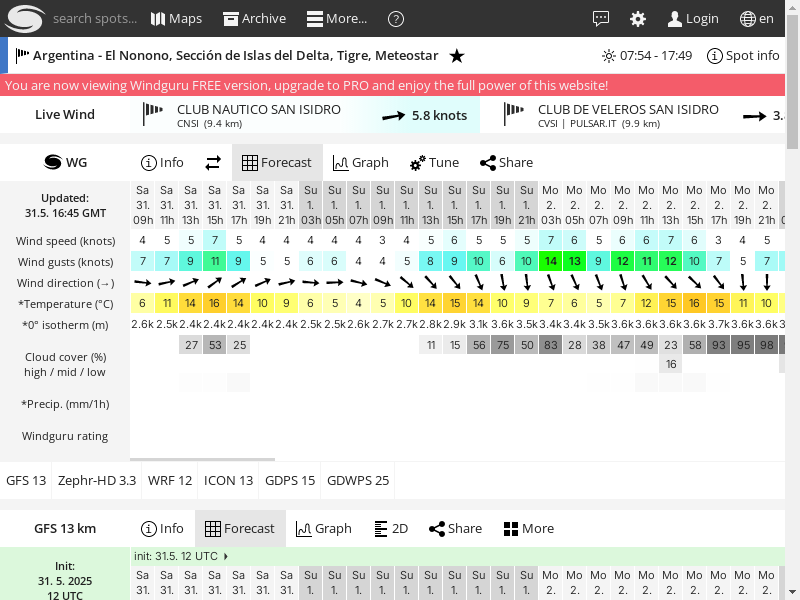 search spots... Maps Archive More... ? Login en
Argentina - El Nonono, Sección de Islas del Delta, Tigre, Meteostar ★ 07:54 - 17:49 Spot info
You are now viewing Windguru FREE version, upgrade to PRO and enjoy the full power of this website!
Live Wind
CLUB NAUTICO SAN ISIDRO
CNSI (9.4 km)
5.8 knots
CLUB DE VELEROS SAN ISIDRO
CVSI | PULSAR.IT (9.9 km)
3.
WG Info Forecast Graph Tune Share
Updated:
31.5. 16:45 GMT
Sa Sa Sa Sa Sa Sa Sa Su Su Su Su Su Su Su Su Su Su Mo Mo Mo Mo Mo Mo Mo Mo Mo Mo
31. 31. 31. 31. 31. 31. 31. 1. 1. 1. 1. 1. 1. 1. 1. 1. 1. 2. 2. 2. 2. 2. 2. 2. 2. 2. 2.
09h 11h 13h 15h 17h 19h 21h 03h 05h 07h 09h 11h 13h 15h 17h 19h 21h 03h 05h 07h 09h 11h 13h 15h 17h 19h 21h
Wind speed (knots) 4 5 5 7 5 4 4 4 4 4 3 4 5 6 5 5 5 7 6 5 6 6 7 6 3 4 5
Wind gusts (knots) 7 7 9 11 9 5 5 6 6 4 4 5 8 9 10 6 10 14 13 9 12 11 12 10 7 5 7
Wind direction (→)
*Temperature (°C) 6 11 14 16 14 10 9 6 5 4 5 10 14 15 14 10 9 7 6 5 7 12 15 16 15 11 10
*0° isotherm (m) 2.6k 2.5k 2.4k 2.4k 2.4k 2.4k 2.4k 2.5k 2.5k 2.6k 2.7k 2.7k 2.8k 2.9k 3.1k 3.6k 3.5k 3.4k 3.4k 3.5k 3.6k 3.6k 3.6k 3.6k 3.7k 3.6k 3.6k
Cloud cover (%)
high / mid / low
27 53 25 11 15 56 75 50 83 28 38 47 49 23 58 93 95 98
16
*Precip. (mm/1h)
Windguru rating
GFS 13 Zephr-HD 3.3 WRF 12 ICON 13 GDPS 15 GDWPS 25
GFS 13 km Info Forecast Graph 2D Share More
Init:
31. 5. 2025
12 UTC
init: 31.5. 12 UTC
Sa Sa Sa Sa Sa Sa Sa Su Su Su Su Su Su Su Su Su Su Mo Mo Mo Mo Mo Mo Mo Mo Mo Mo
31. 31. 31. 31. 31. 31. 31. 1. 1. 1. 1. 1. 1. 1. 1. 1. 1. 2. 2. 2. 2. 2. 2. 2. 2. 2. 2.